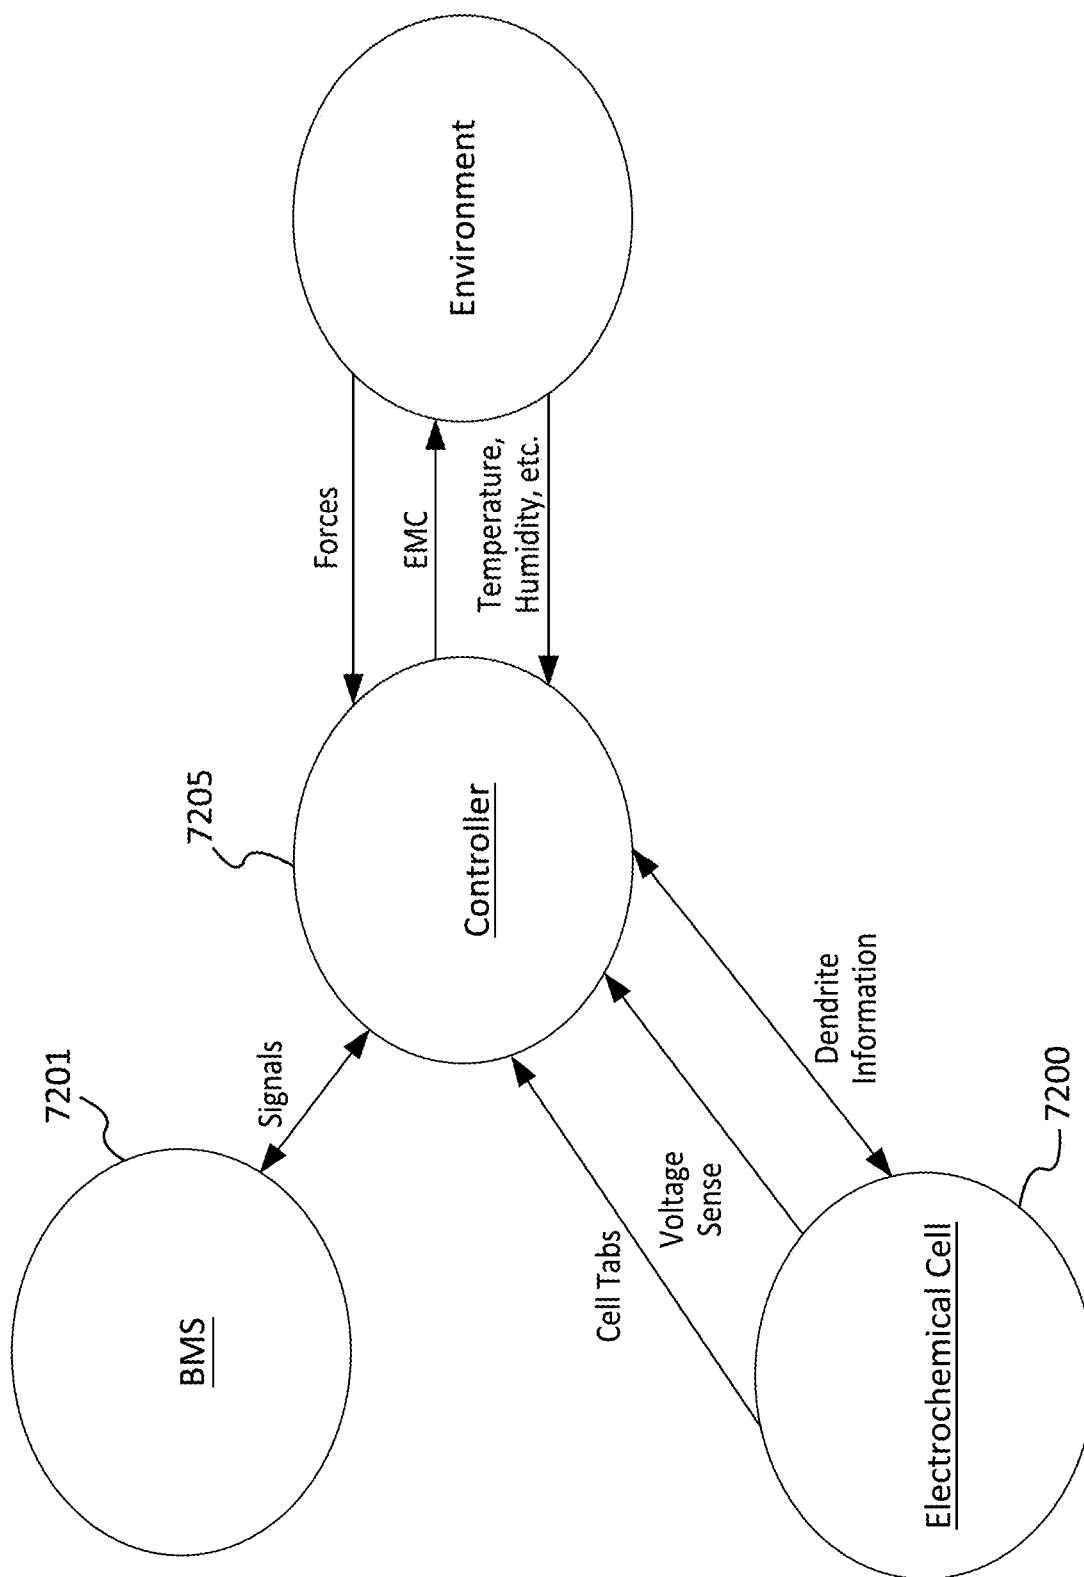 7201
BMS
Signals
7205
Controller
Forces
EMC
Temperature,
Humidity, etc.
Environment
Cell Tabs
Voltage
Sense
Dendrite
Information
Electrochemical Cell
7200